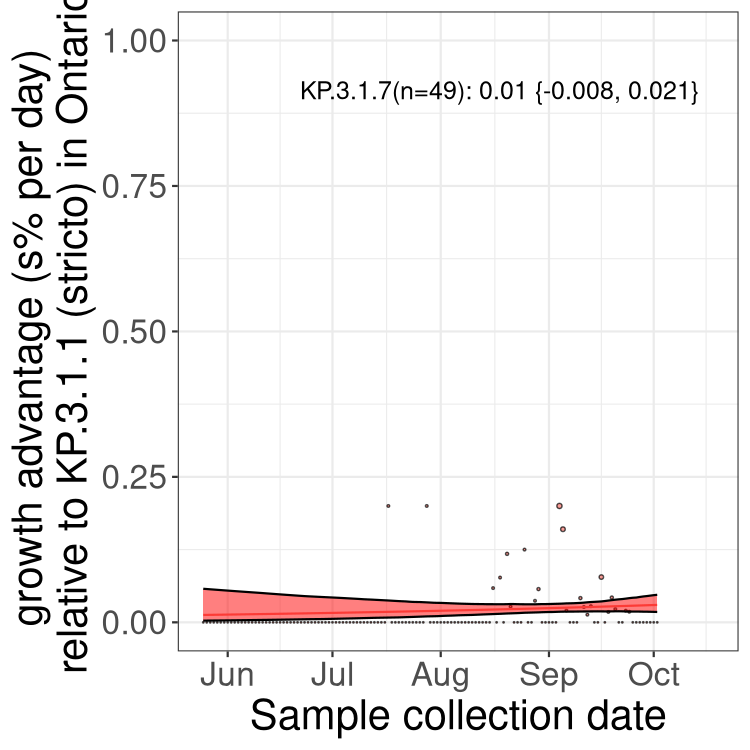 growth advantage (s% per day)
relative to KP.3.1.1 (stricto) in Ontario
1.00
KP.3.1.7(n=49): 0.01 {-0.008, 0.021}
0.75
0.50
0.25
0.00
Jun Jul Aug Sep Oct
Sample collection date